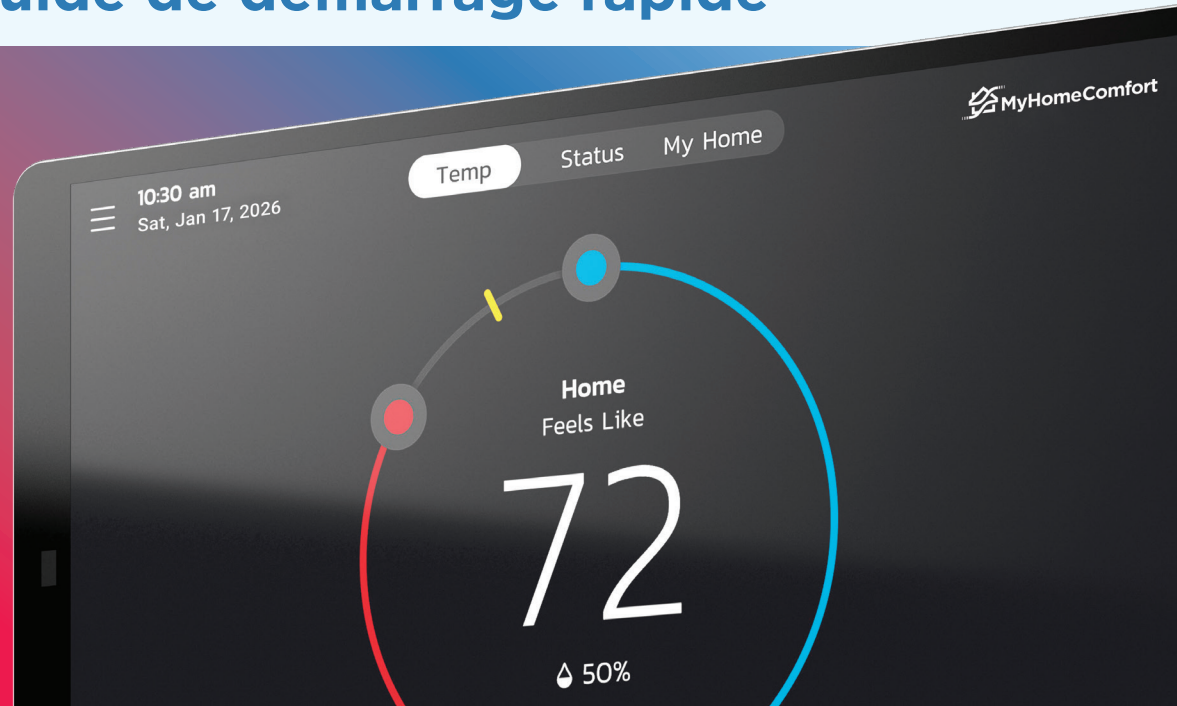 uide de démarrage rapide
MyHomeComfort
Temp Status My Home
10:30 am
Sat, Jan 17, 2026
Home
Feels Like
72
50%